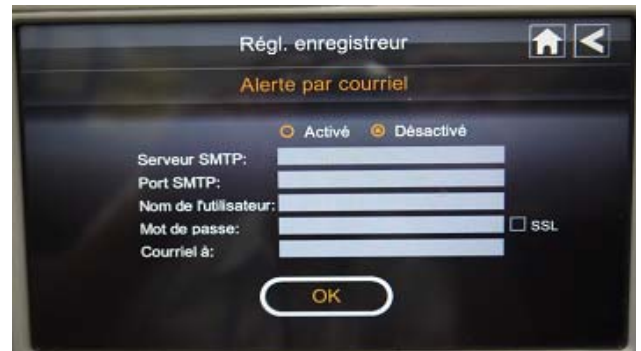 Régl. enregistreur
Alerte par courriel
Activé Désactivé
Serveur SMTP:
Port SMTP:
Nom de l'utilisateur:
Mot de passe: SSL
Courriel à:
OK